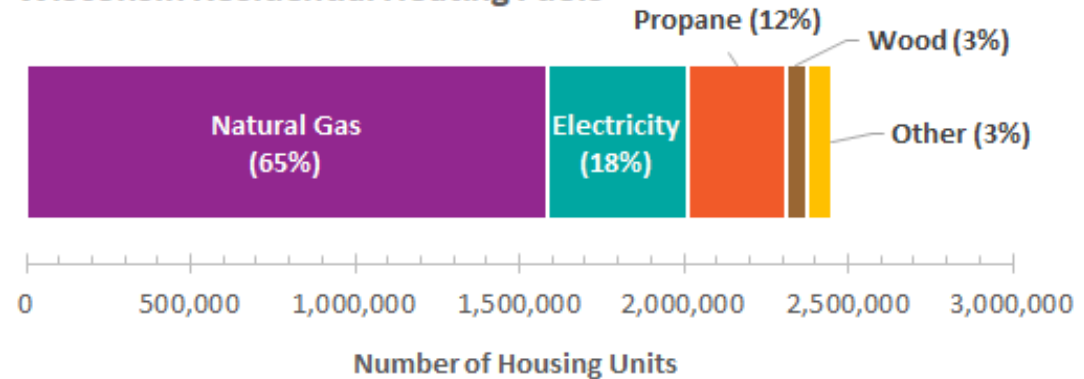 Propane (12%)
Wood (3%)
Natural Gas
(65%)
Electricity
(18%)
Other (3%)
0 500,000 1,000,000 1,500,000 2,000,000 2,500,000 3,000,000
Number of Housing Units